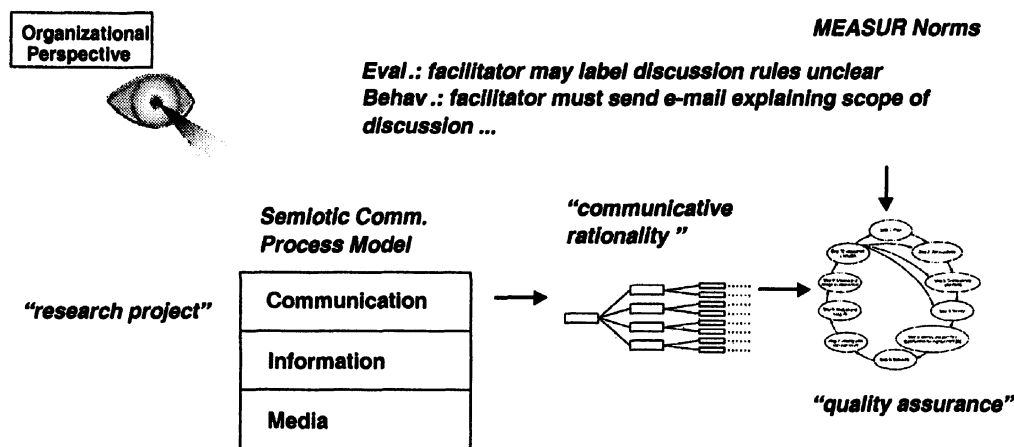 Organizational
Perspective
MEASUR Norms
Eval.: facilitator may label discussion rules unclear
Behav.: facilitator must send e-mail explaining scope of
discussion ...
Semiotic Comm.
Process Model
"communicative
rationality"
"research project"
Communication
Information
Media
"quality assurance"